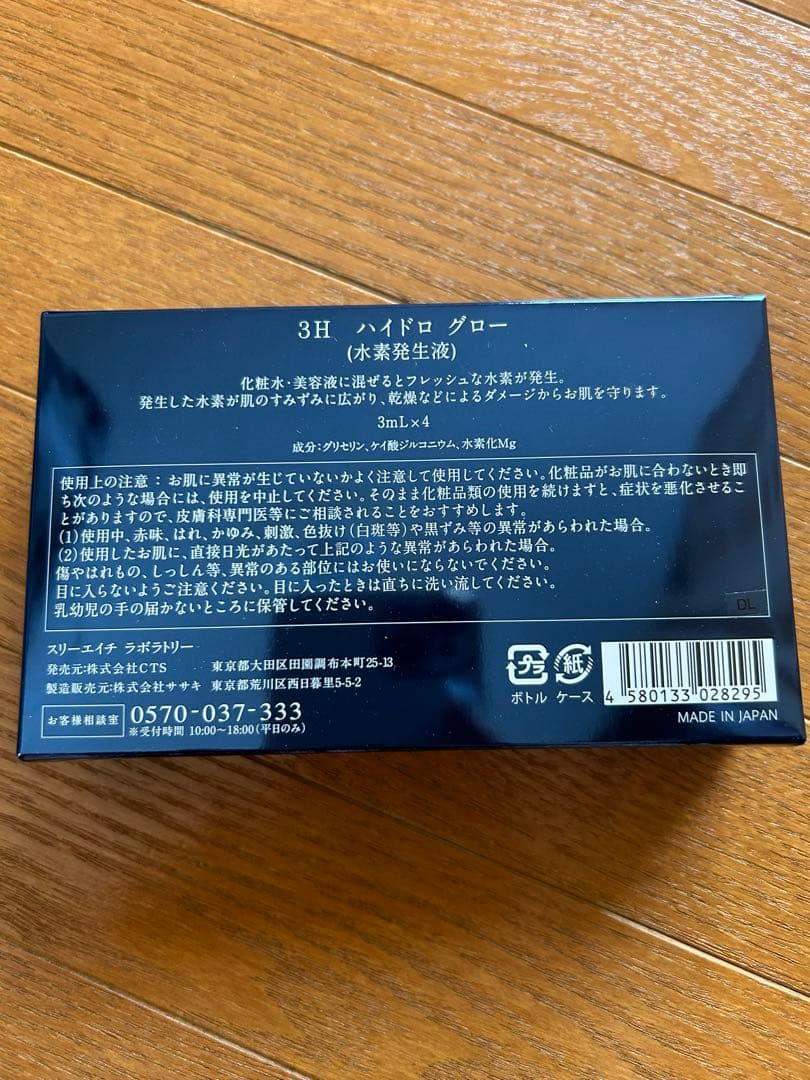 3H ハイドロ グロー
(水素発生液)
化粧水・美容液に混ぜるとフレッシュな水素が発生。
発生した水素が肌のすみずみに広がり、乾燥などによるダメージからお肌を守ります。
3mL×4
成分：グリセリン、ケイ酸ジルコニウム、水素化Mg
使用上の注意：お肌に異常が生じていないかよく注意して使用してください。化粧品がお肌に合わないとき即
ち次のような場合には、使用を中止してください。そのまま化粧品類の使用を続けますと、症状を悪化させるこ
とがありますので、皮膚科専門医等にご相談されることをおすすめします。
(1)使用中、赤味、はれ、かゆみ、刺激、色抜け(白斑等)や黒ずみ等の異常があらわれた場合。
(2)使用したお肌に、直接日光があたって上記のような異常があらわれた場合。
傷やはれもの、しっしん等、異常のある部位にはお使いにならないでください。
目に入らないようご注意ください。目に入ったときは直ちに洗い流してください。
乳幼児の手の届かないところに保管してください。
DL
スリーエイチ ラボラトリー
発売元：株式会社CTS 東京都大田区田園調布本町25-13
製造販売元：株式会社ササキ 東京都荒川区西日暮里5-5-2
お客様相談室 0570-037-333
※受付時間 10:00～18:00(平日のみ)
プラ 紙
ボトル ケース
4 580133 028295
MADE IN JAPAN